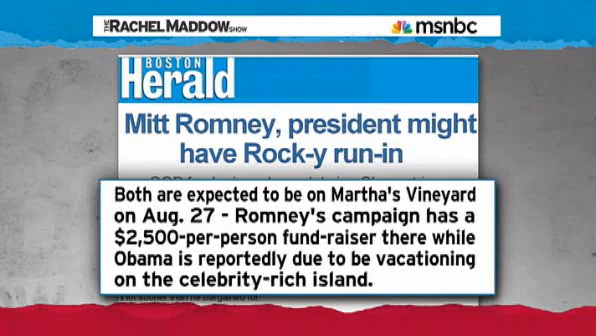 THE RACHEL MADDOW SHOW
msnbc
BOSTON
Herald
Mitt Romney, president might
have Rock-y run-in
Both are expected to be on Martha's Vineyard
on Aug. 27 - Romney's campaign has a
$2,500-per-person fund-raiser there while
Obama is reportedly due to be vacationing
on the celebrity-rich island.